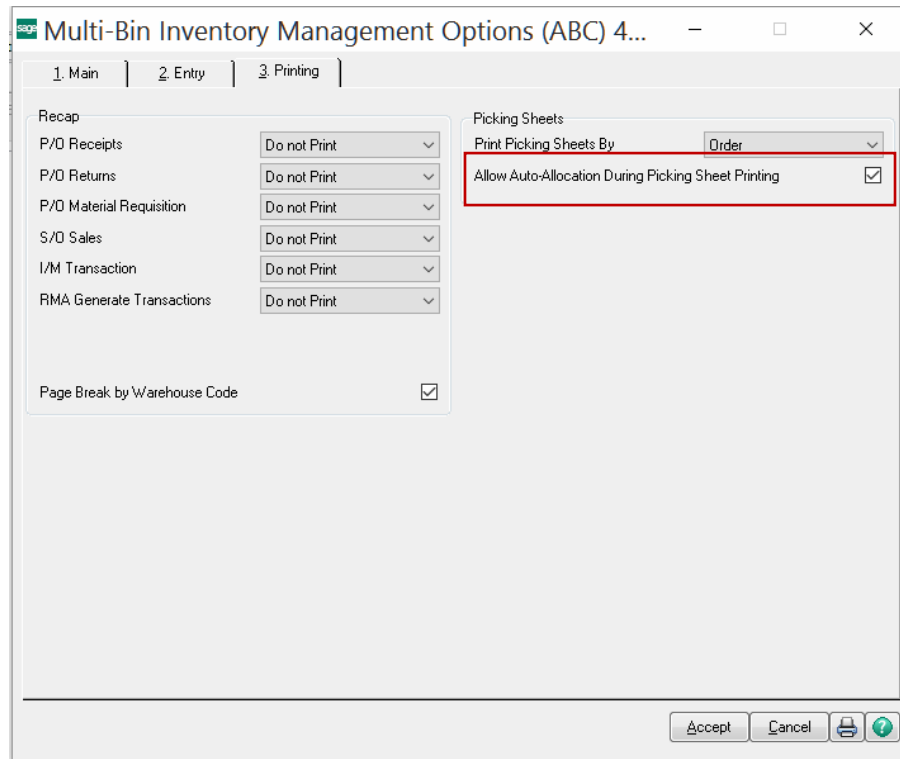 sage Multi-Bin Inventory Management Options (ABC) 4...
1. Main 2. Entry 3. Printing
Recap
P/O Receipts Do not Print
P/O Returns Do not Print
P/O Material Requisition Do not Print
S/O Sales Do not Print
I/M Transaction Do not Print
RMA Generate Transactions Do not Print
Page Break by Warehouse Code
Picking Sheets
Print Picking Sheets By Order
Allow Auto-Allocation During Picking Sheet Printing
Accept Cancel ?